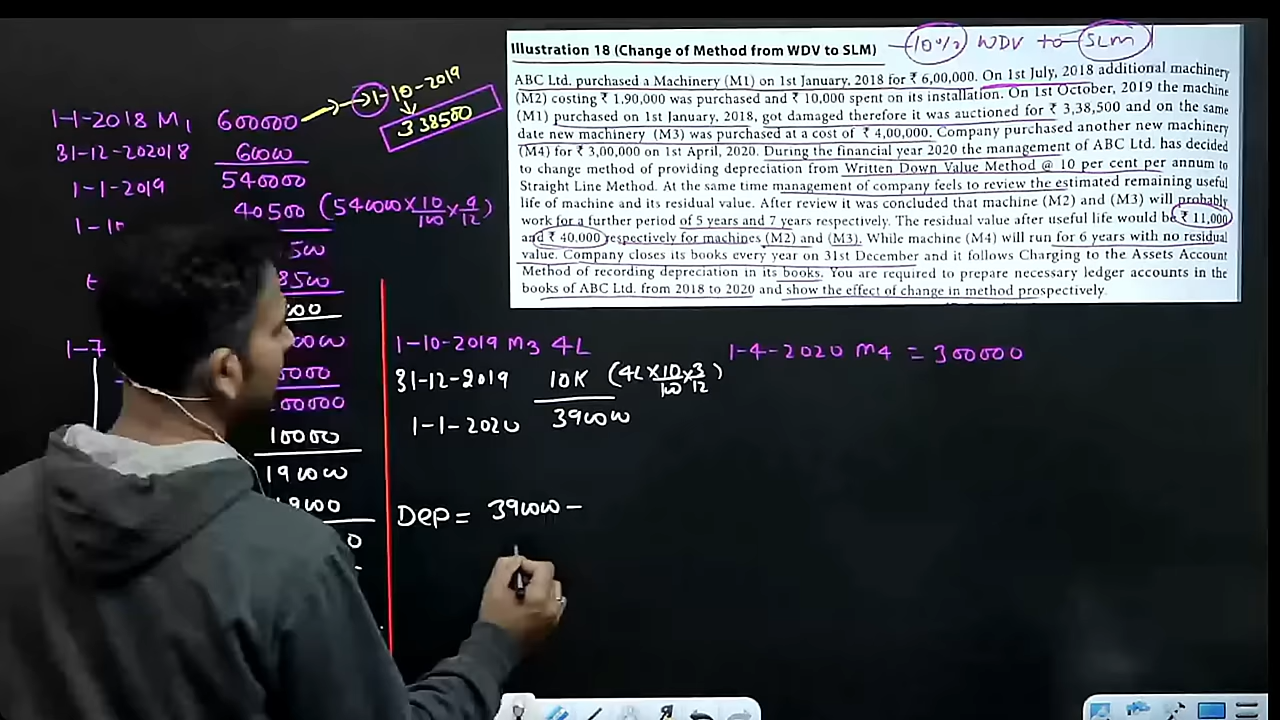 Illustration 18 (Change of Method from WDV to SLM) 10% WDV to SLM
ABC Ltd. purchased a Machinery (M1) on 1st January, 2018 for ₹ 6,00,000. On 1st July, 2018 additional machinery
(M2) costing ₹ 1,90,000 was purchased and ₹ 10,000 spent on its installation. On 1st October, 2019 the machine
(M1) purchased on 1st January, 2018, got damaged therefore it was auctioned for ₹ 3,38,500 and on the same
date new machinery (M3) was purchased at a cost of ₹ 4,00,000. Company purchased another new machinery
(M4) for ₹ 3,00,000 on 1st April, 2020. During the financial year 2020 the management of ABC Ltd. has decided
to change method of providing depreciation from Written Down Value Method @ 10 per cent per annum to
Straight Line Method. At the same time management of company feels to review the estimated remaining useful
life of machine and its residual value. After review it was concluded that machine (M2) and (M3) will probably
work for a further period of 5 years and 7 years respectively. The residual value after useful life would be ₹ 11,000
and ₹ 40,000 respectively for machines (M2) and (M3). While machine (M4) will run for 6 years with no residual
value. Company closes its books every year on 31st December and it follows Charging to the Assets Account
Method of recording depreciation in its books. You are required to prepare necessary ledger accounts in the
books of ABC Ltd. from 2018 to 2020 and show the effect of change in method prospectively.
1-10-2019
338500
1-1-2018 M1 600000
31-12-202018 60000
1-1-2019 540000
40500 (540000×10/100×9/12)
1-1
500
8500
1-7
10000
190000
19000
1-10-2019 M3 4L
31-12-2019 10K (4L×10/100×3/12)
1-1-2020 390000
Dep = 390000 -
1-4-2020 M4 = 300000